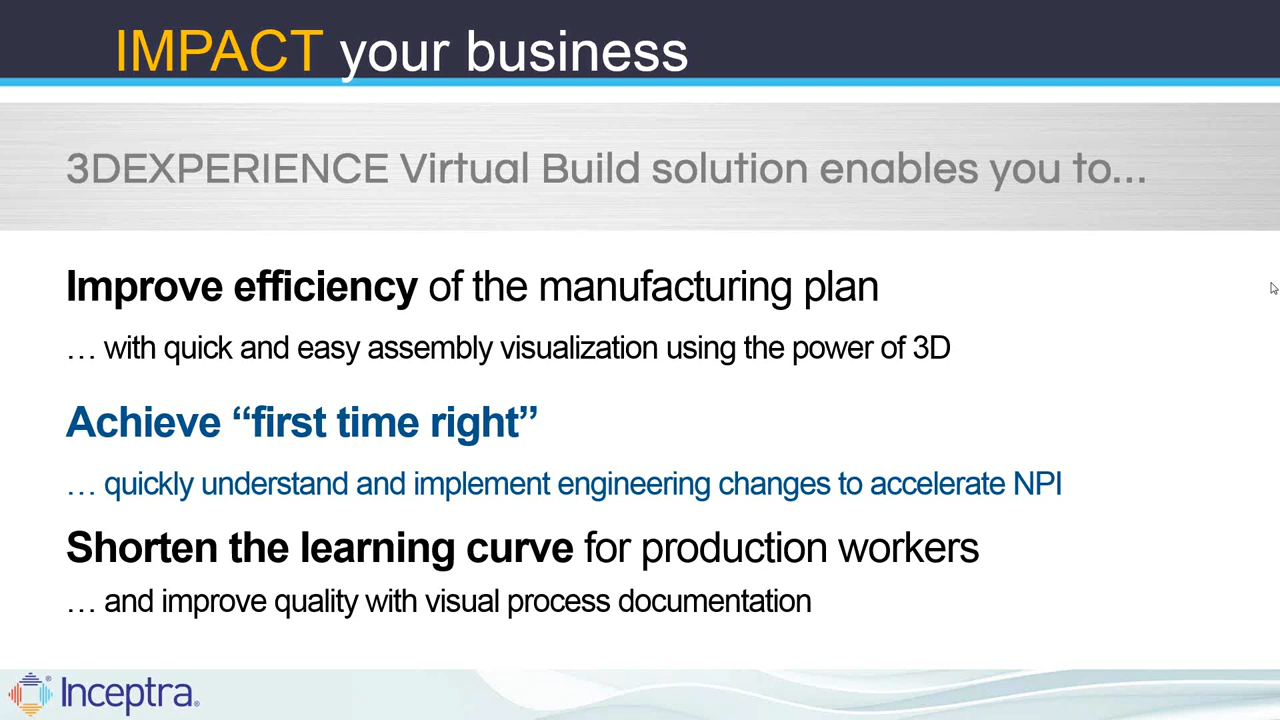 IMPACT your business
3DEXPERIENCE Virtual Build solution enables you to...
Improve efficiency of the manufacturing plan
... with quick and easy assembly visualization using the power of 3D
Achieve “first time right”
... quickly understand and implement engineering changes to accelerate NPI
Shorten the learning curve for production workers
... and improve quality with visual process documentation
Inceptra®